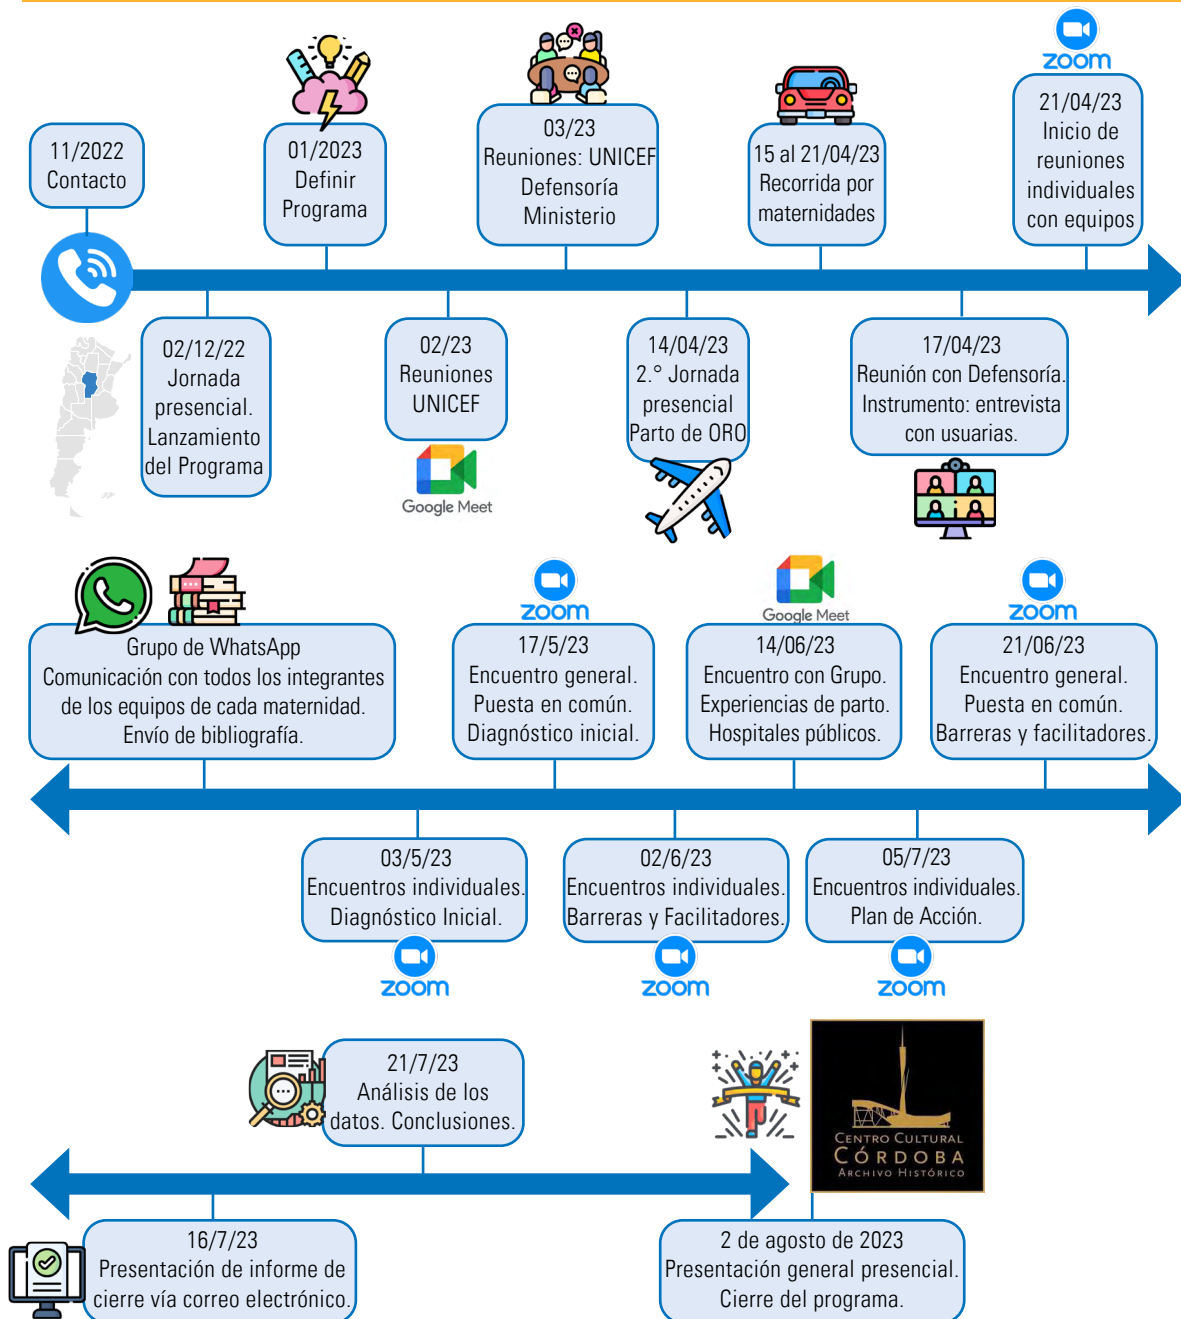 11/2022
Contacto
02/12/22
Jornada
presencial.
Lanzamiento
del Programa
01/2023
Definir
Programa
02/23
Reuniones
UNICEF
Google Meet
03/23
Reuniones: UNICEF
Defensoría
Ministerio
14/04/23
2.° Jornada
presencial
Parto de ORO
15 al 21/04/23
Recorrida por
maternidades
17/04/23
Reunión con Defensoría.
Instrumento: entrevista
con usuarias.
zoom
21/04/23
Inicio de
reuniones
individuales
con equipos
Grupo de WhatsApp
Comunicación con todos los integrantes
de los equipos de cada maternidad.
Envío de bibliografía.
03/5/23
Encuentros individuales.
Diagnóstico Inicial.
zoom
zoom
17/5/23
Encuentro general.
Puesta en común.
Diagnóstico inicial.
02/6/23
Encuentros individuales.
Barreras y Facilitadores.
zoom
Google Meet
14/06/23
Encuentro con Grupo.
Experiencias de parto.
Hospitales públicos.
05/7/23
Encuentros individuales.
Plan de Acción.
zoom
zoom
21/06/23
Encuentro general.
Puesta en común.
Barreras y facilitadores.
16/7/23
Presentación de informe de
cierre vía correo electrónico.
21/7/23
Análisis de los
datos. Conclusiones.
CENTRO CULTURAL
CÓRDOBA
ARCHIVO HISTÓRICO
2 de agosto de 2023
Presentación general presencial.
Cierre del programa.